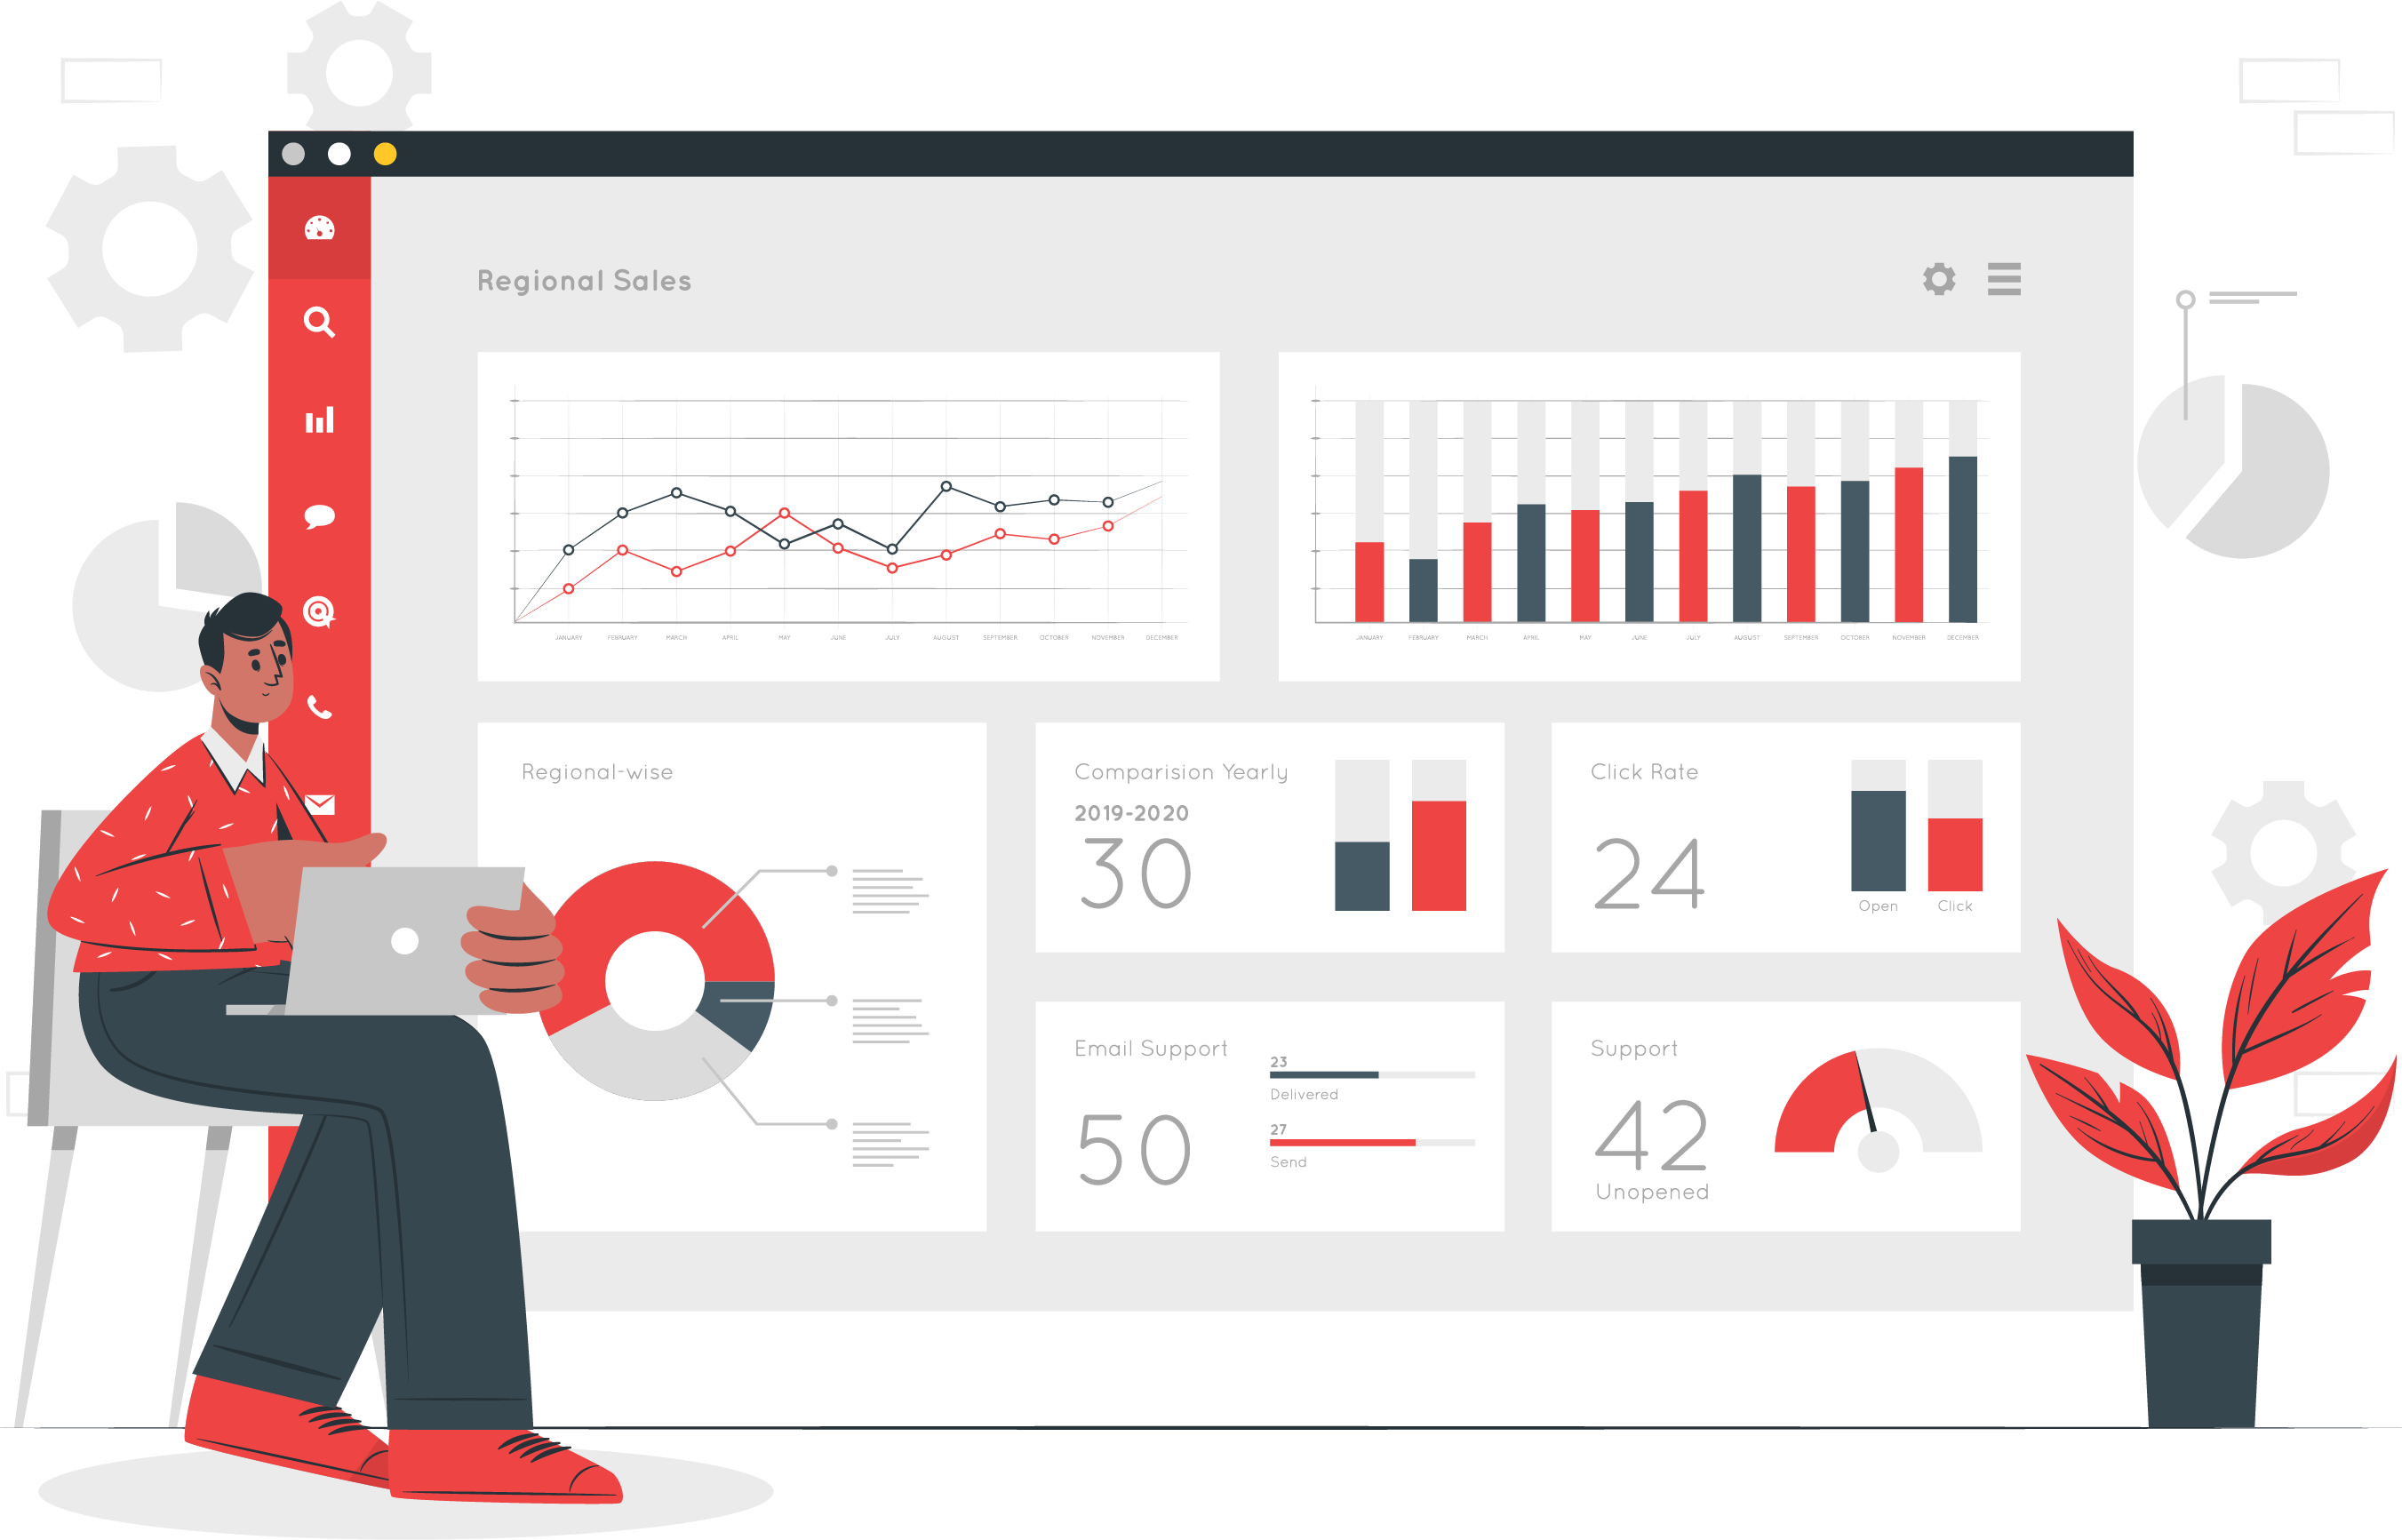 Regional Sales
JANUARY FEBRUARY MARCH APRIL MAY JUNE JULY AUGUST SEPTEMBER OCTOBER NOVEMBER DECEMBER
JANUARY FEBRUARY MARCH APRIL MAY JUNE JULY AUGUST SEPTEMBER OCTOBER NOVEMBER DECEMBER
Regional-wise
Comparision Yearly
2019-2020
30
Click Rate
24
Open Click
Email Support
50
23
Delivered
27
Send
Support
42
Unopened